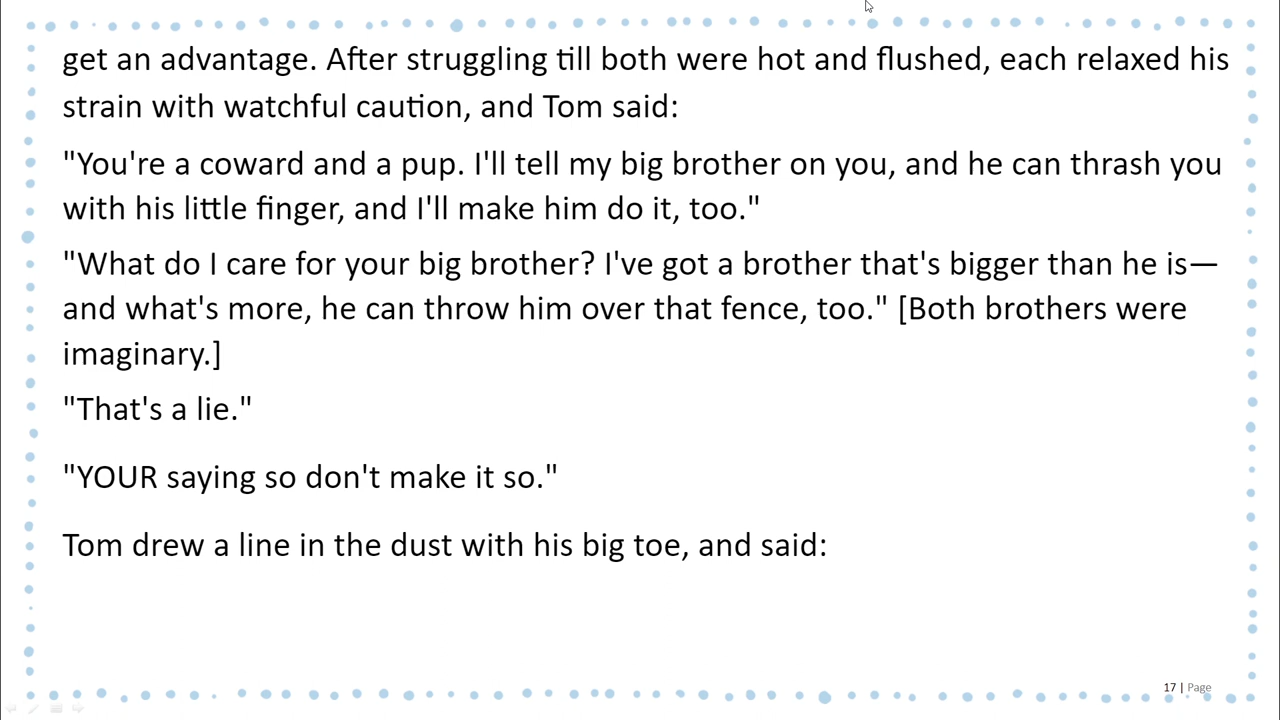 get an advantage. After struggling till both were hot and flushed, each relaxed his
strain with watchful caution, and Tom said:
"You're a coward and a pup. I'll tell my big brother on you, and he can thrash you
with his little finger, and I'll make him do it, too."
"What do I care for your big brother? I've got a brother that's bigger than he is—
and what's more, he can throw him over that fence, too." [Both brothers were
imaginary.]
"That's a lie."
"YOUR saying so don't make it so."
Tom drew a line in the dust with his big toe, and said:
17 | Page